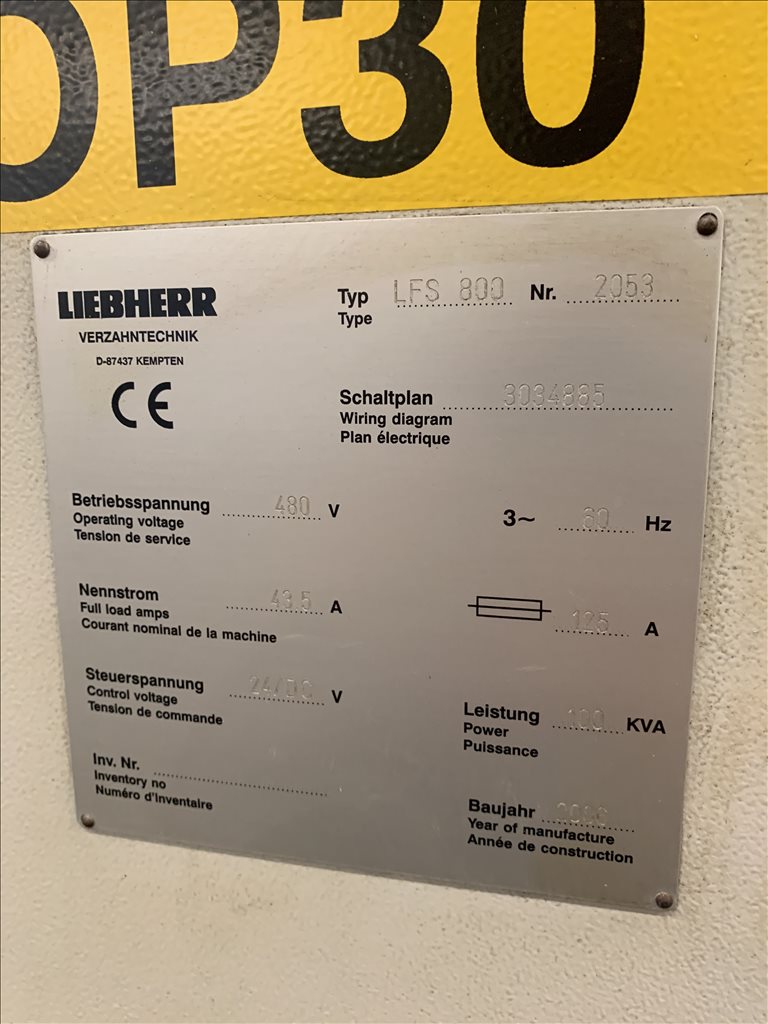 OP30
LIEBHERR
VERZAHNTECHNIK
D-87437 KEMPTEN
CE
Typ LFS 800 Nr. 2053
Type
Schaltplan 3034885
Wiring diagram
Plan électrique
Betriebsspannung 480 V
Operating voltage
Tension de service
3~ 60 Hz
Nennstrom 43.5 A
Full load amps
Courant nominal de la machine
125 A
Steuerspannung 24/DC V
Control voltage
Tension de commande
Leistung 100 KVA
Power
Puissance
Inv. Nr.
Inventory no
Numéro d'inventaire
Baujahr
Year of manufacture
Année de construction